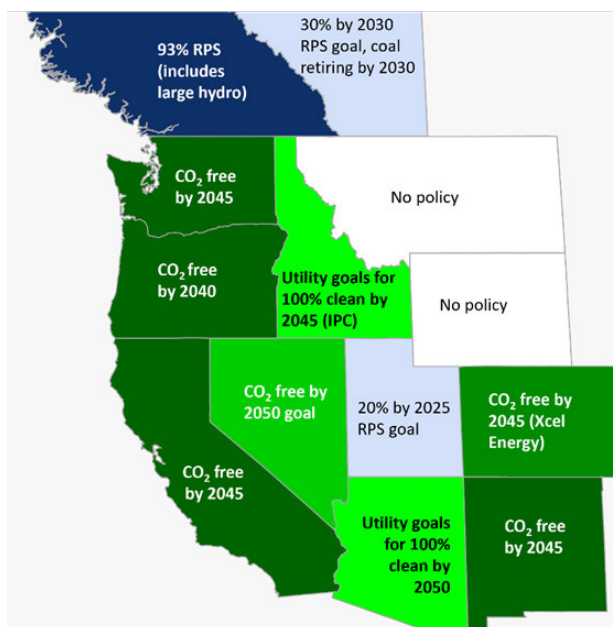 93% RPS
(includes
large hydro)
30% by 2030
RPS goal, coal
retiring by 2030
CO₂ free
by 2045
No policy
CO₂ free
by 2040
Utility goals for
100% clean by
2045 (IPC)
No policy
CO₂ free by
2050 goal
20% by 2025
RPS goal
CO₂ free by
2045 (Xcel
Energy)
CO₂ free
by 2045
Utility goals
for 100%
clean by
2050
CO₂ free
by 2045